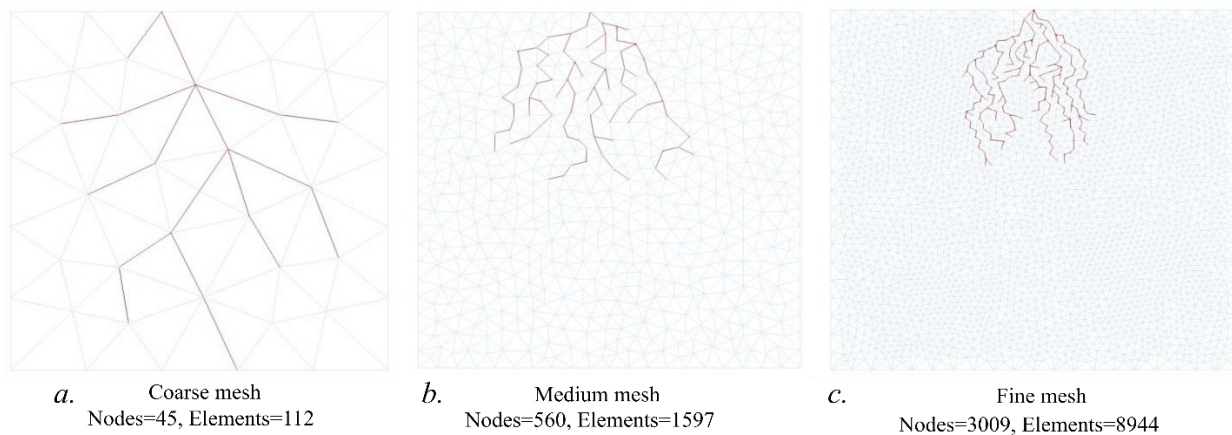 a. Coarse mesh
Nodes=45, Elements=112
b. Medium mesh
Nodes=560, Elements=1597
c. Fine mesh
Nodes=3009, Elements=8944